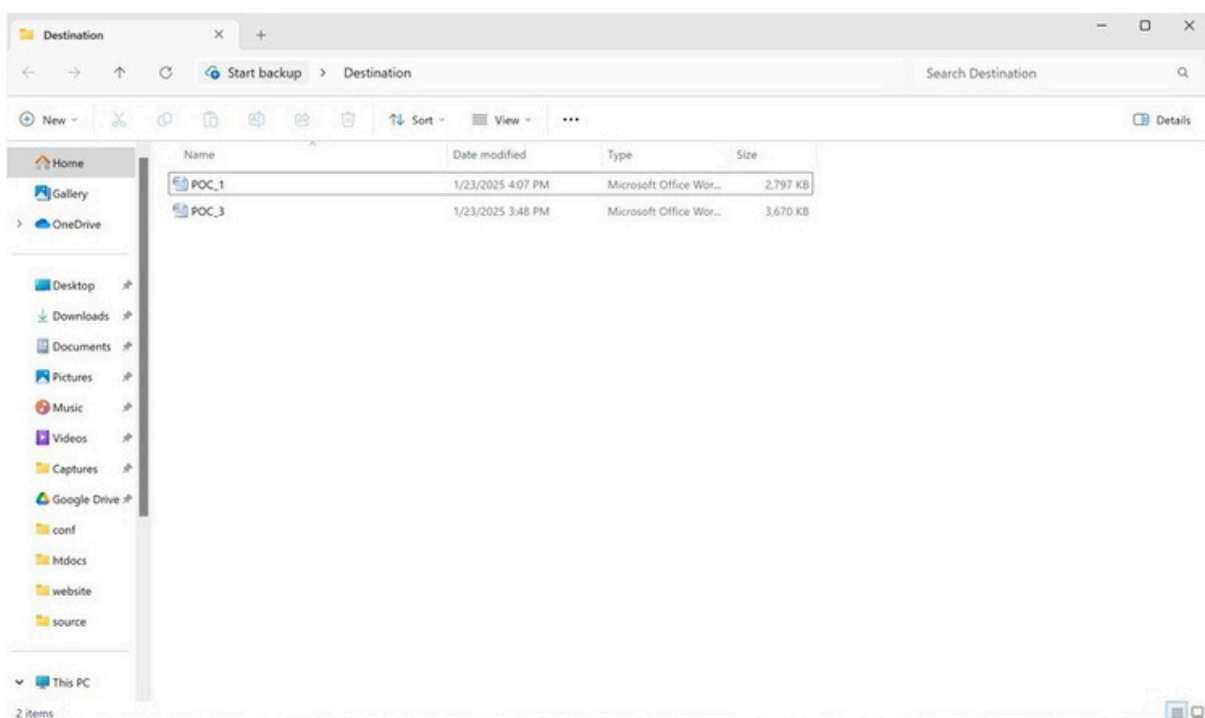 Destination
Start backup > Destination
Search Destination
New
Sort
View
Details
Name Date modified Type Size
POC_1 1/23/2025 4:07 PM Microsoft Office Wor... 2,797 KB
POC_3 1/23/2025 3:48 PM Microsoft Office Wor... 3,670 KB
Home
Gallery
OneDrive
Desktop
Downloads
Documents
Pictures
Music
Videos
Captures
Google Drive
conf
htdocs
website
source
This PC
2 items